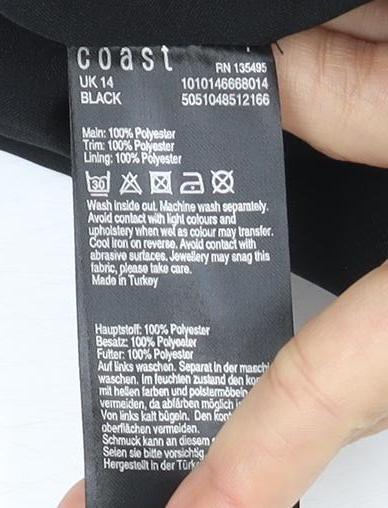 coast
RN 135495
UK 14 1010146668014
BLACK 5051048512166
Main: 100% Polyester
Trim: 100% Polyester
Lining: 100% Polyester
30
Wash inside out. Machine wash separately.
Avoid contact with light colours and
upholstery when wet as colour may transfer.
Cool iron on reverse. Avoid contact with
abrasive surfaces. Jewellery may snag this
fabric, please take care.
Made in Turkey
Hauptstoff: 100% Polyester
Besatz: 100% Polyester
Futter: 100% Polyester
Auf links waschen. Separat in der maschi
waschen. Im feuchten zustand den kon
mit hellen farben und polstermöbeln
vermeiden, da abfärben möglich is
Von links kalt bügeln. Den kont
oberflächen vermeiden.
Schmuck kann an diesem
Seien sie bitte vorsichtig
Hergestellt in der Türke